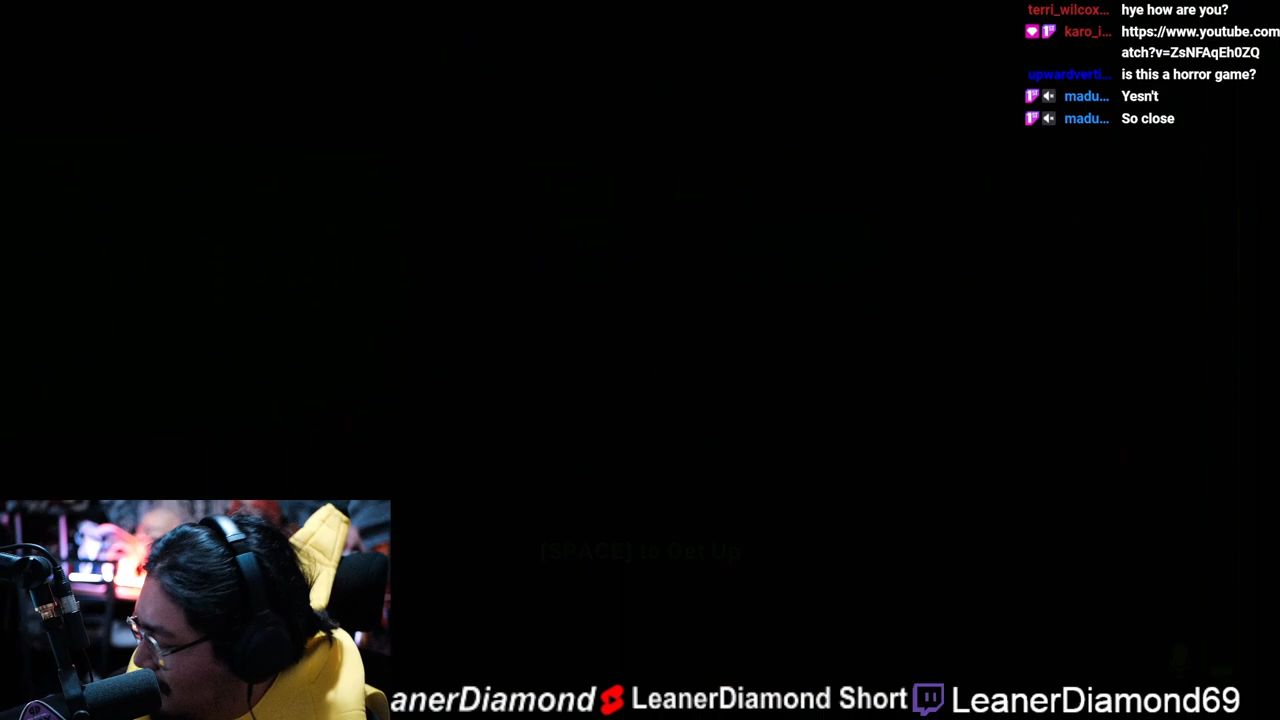 terri_wilcox... hye how are you?
karo_i... https://www.youtube.com
atch?v=ZsNFAqEh0ZQ
upwardverti... is this a horror game?
madu... Yesn't
madu... So close
[SPACE] to Get Up
anerDiamond LeanerDiamond Short LeanerDiamond69